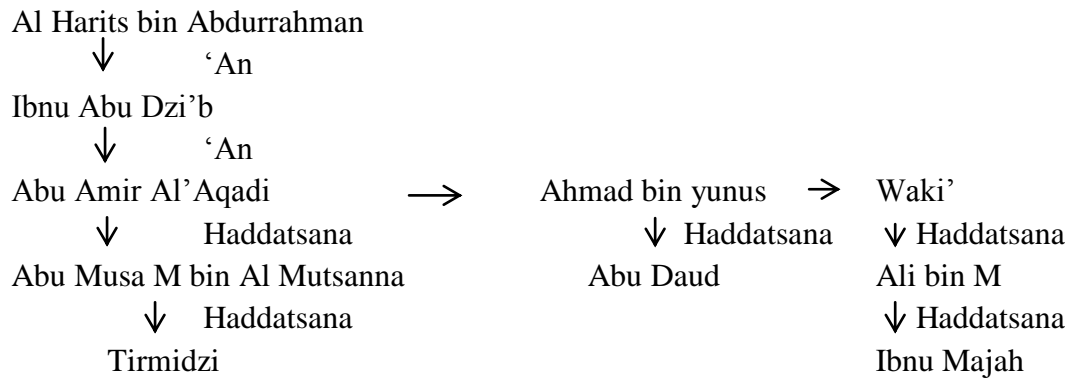 Al Harits bin Abdurrahman
‘An
Ibnu Abu Dzi’b
‘An
Abu Amir Al’Aqadi Ahmad bin yunus Waki’
Haddatsana Haddatsana Haddatsana
Abu Musa M bin Al Mutsanna Abu Daud Ali bin M
Haddatsana Haddatsana
Tirmidzi Ibnu Majah